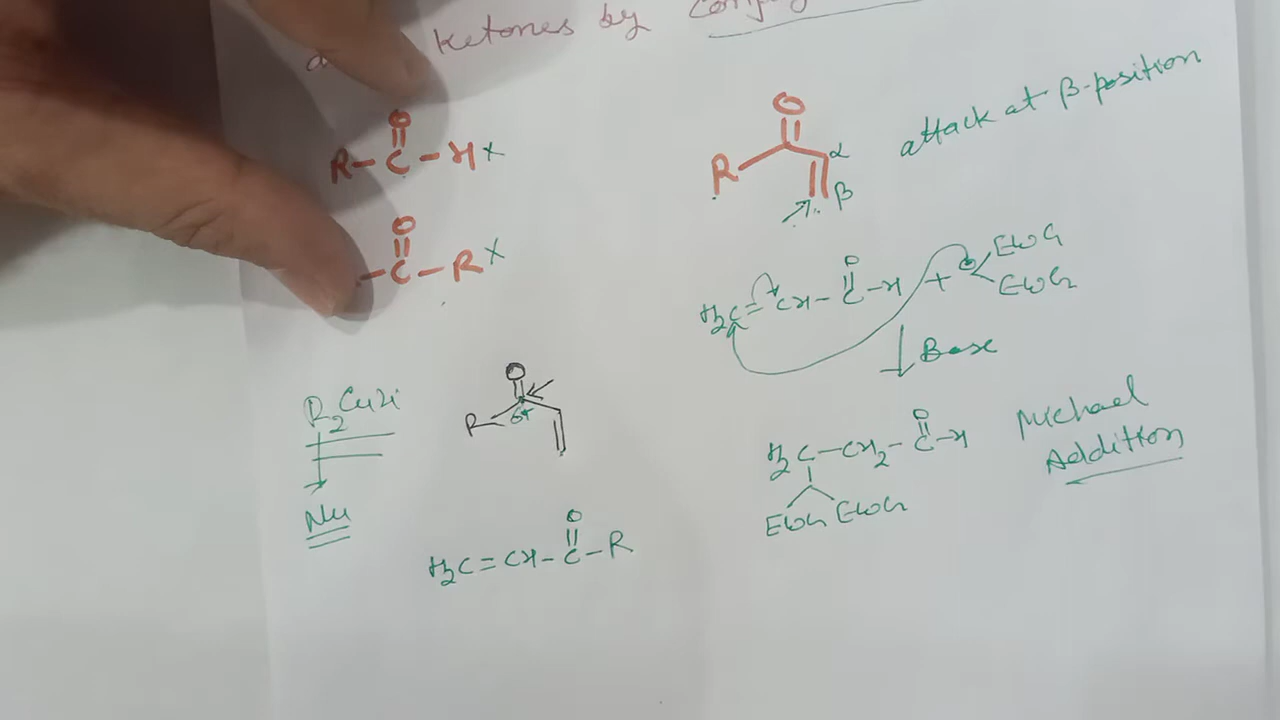 ketones by
O
R-C-H x
O
C-R x
O
R
α
β
attack at β-position
H2C=CH-C-H + EWG
O
EWG
Base
H2C-CH2-C-H
O
EWG EWG
Michael
Addition
R2CuLi
Nu
O
R
δ+
O
H2C=CH-C-R